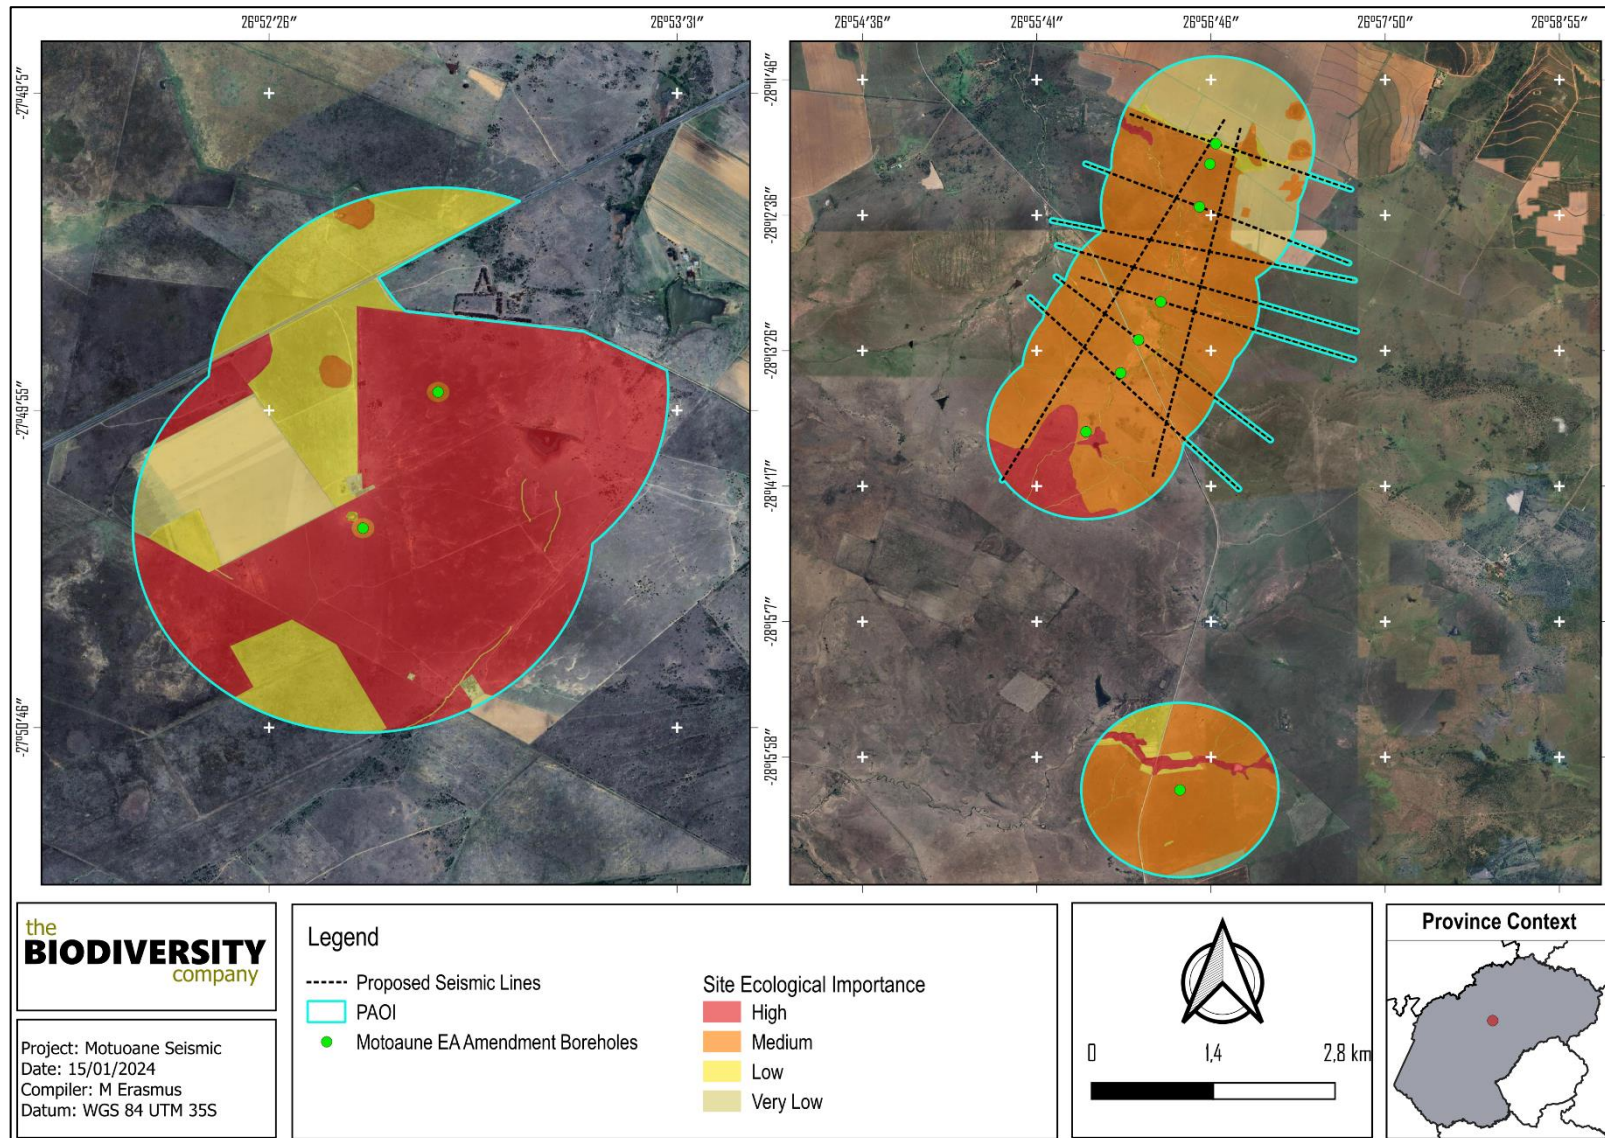 26°52'26"
26°53'31"
26°54'36"
26°55'41"
26°56'46"
26°57'50"
26°58'55"
-27°49'5"
-27°49'55"
-27°50'46"
-28°11'46"
-28°12'36"
-28°13'26"
-28°14'17"
-28°15'7"
-28°15'58"
the
BIODIVERSITY
company
Project: Motuoane Seismic
Date: 15/01/2024
Compiler: M Erasmus
Datum: WGS 84 UTM 35S
Legend
Proposed Seismic Lines
PAOI
Motoaune EA Amendment Boreholes
Site Ecological Importance
High
Medium
Low
Very Low
0 1,4 2,8 km
Province Context